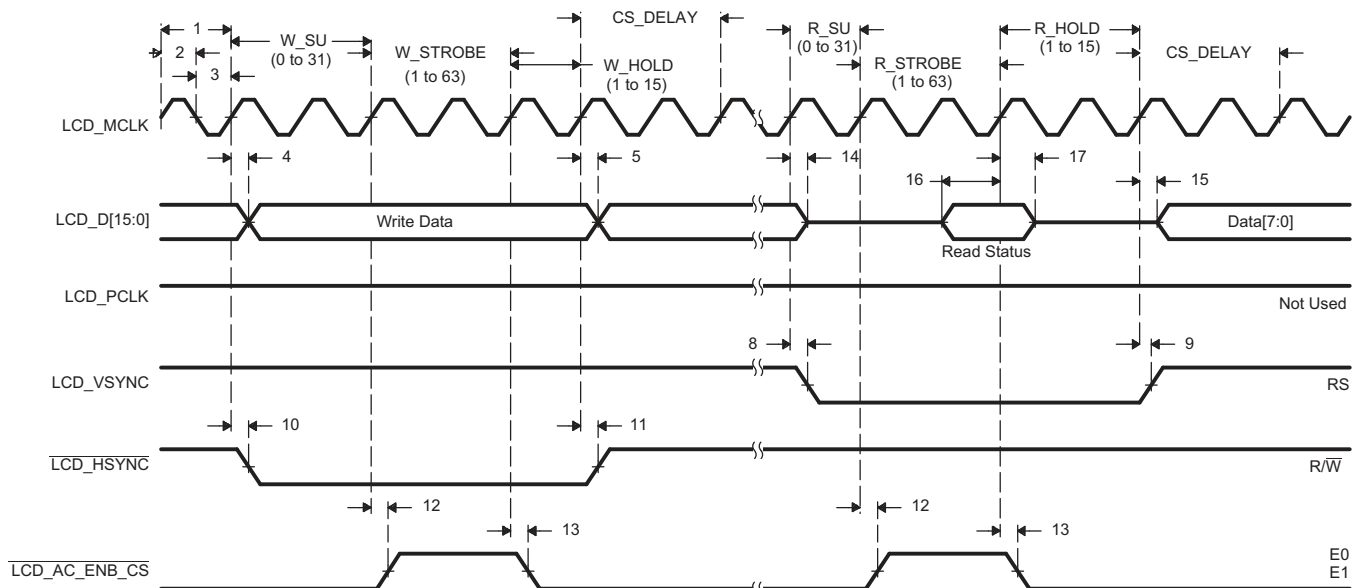 CS_DELAY
1
W_SU
(0 to 31)
R_SU
(0 to 31)
R_HOLD
(1 to 15)
2
W_STROBE
(1 to 63)
W_HOLD
(1 to 15)
R_STROBE
(1 to 63)
CS_DELAY
3
LCD_MCLK
4
5
14
17
16
15
LCD_D[15:0]
Write Data
Read Status
Data[7:0]
LCD_PCLK
Not Used
8
9
LCD_VSYNC
RS
10
11
LCD_HSYNC
R/W
12
13
12
13
LCD_AC_ENB_CS
E0
E1